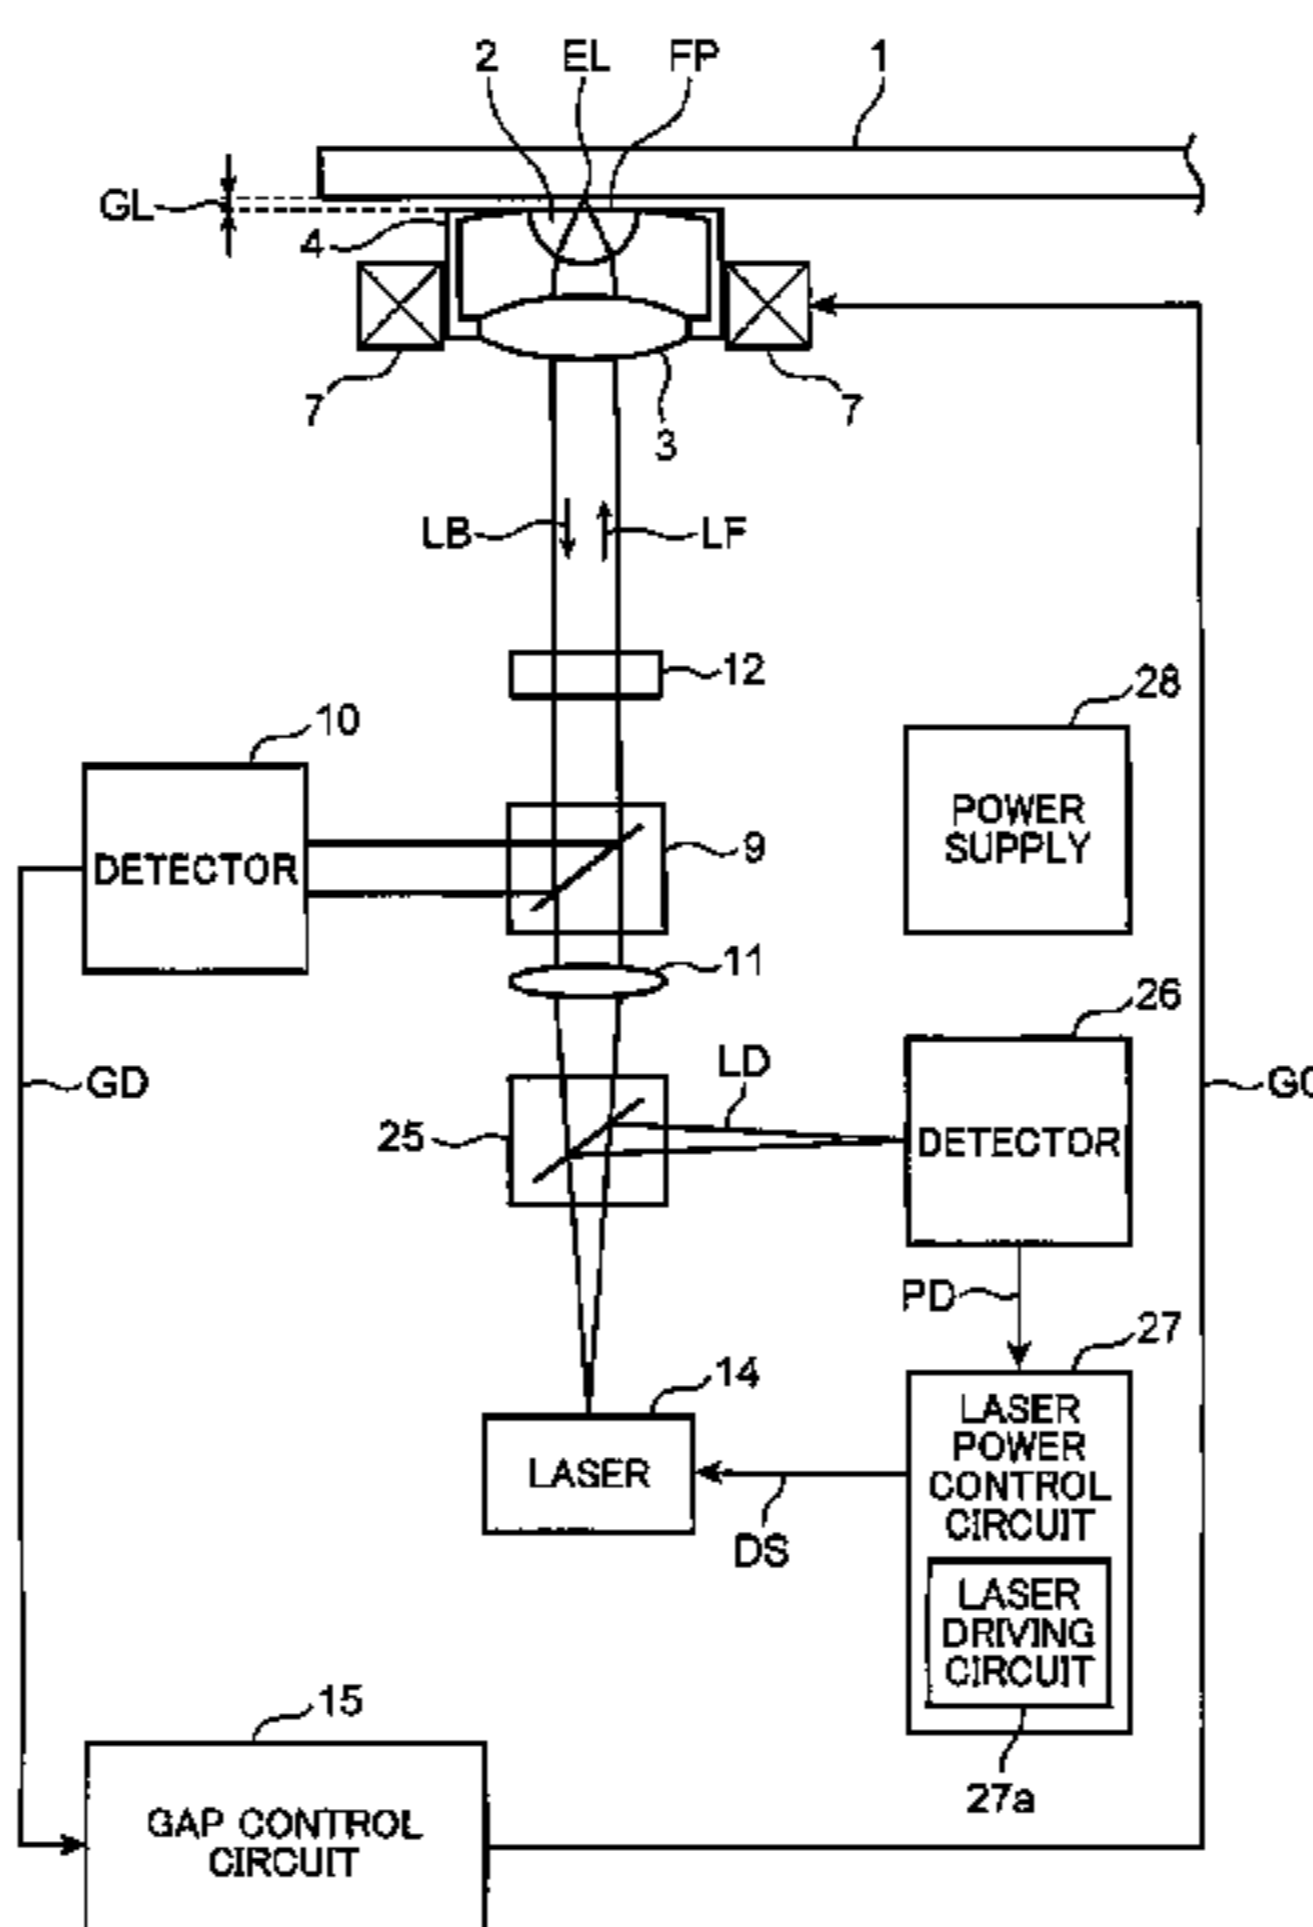 2 EL FP 1
GL
4
7 3 7
LB LF
12
28
10
POWER
SUPPLY
DETECTOR
9
11
26
LD
GD
25
DETECTOR
PD
27
14
LASER
POWER
CONTROL
CIRCUIT
LASER
DS
LASER
DRIVING
CIRCUIT
15
27a
GAP CONTROL
CIRCUIT